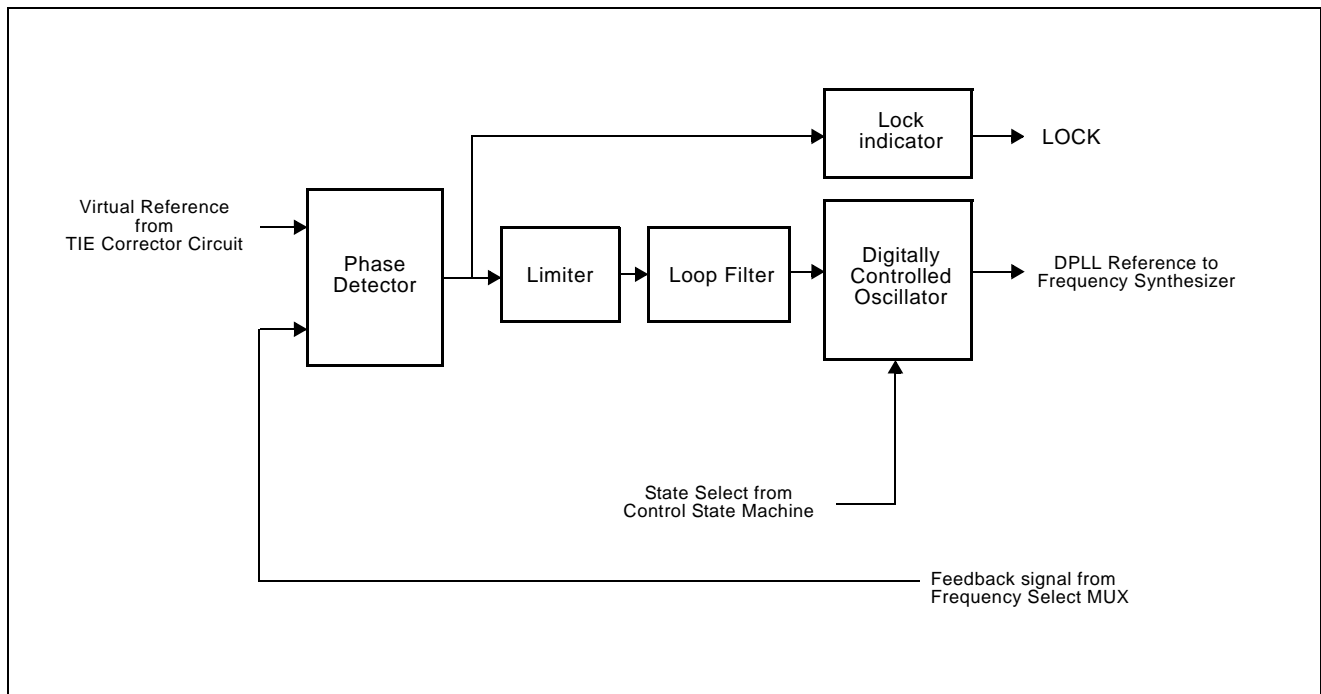 Lock
indicator
LOCK
Virtual Reference
from
TIE Corrector Circuit
Phase
Detector
Limiter
Loop Filter
Digitally
Controlled
Oscillator
DPLL Reference to
Frequency Synthesizer
State Select from
Control State Machine
Feedback signal from
Frequency Select MUX